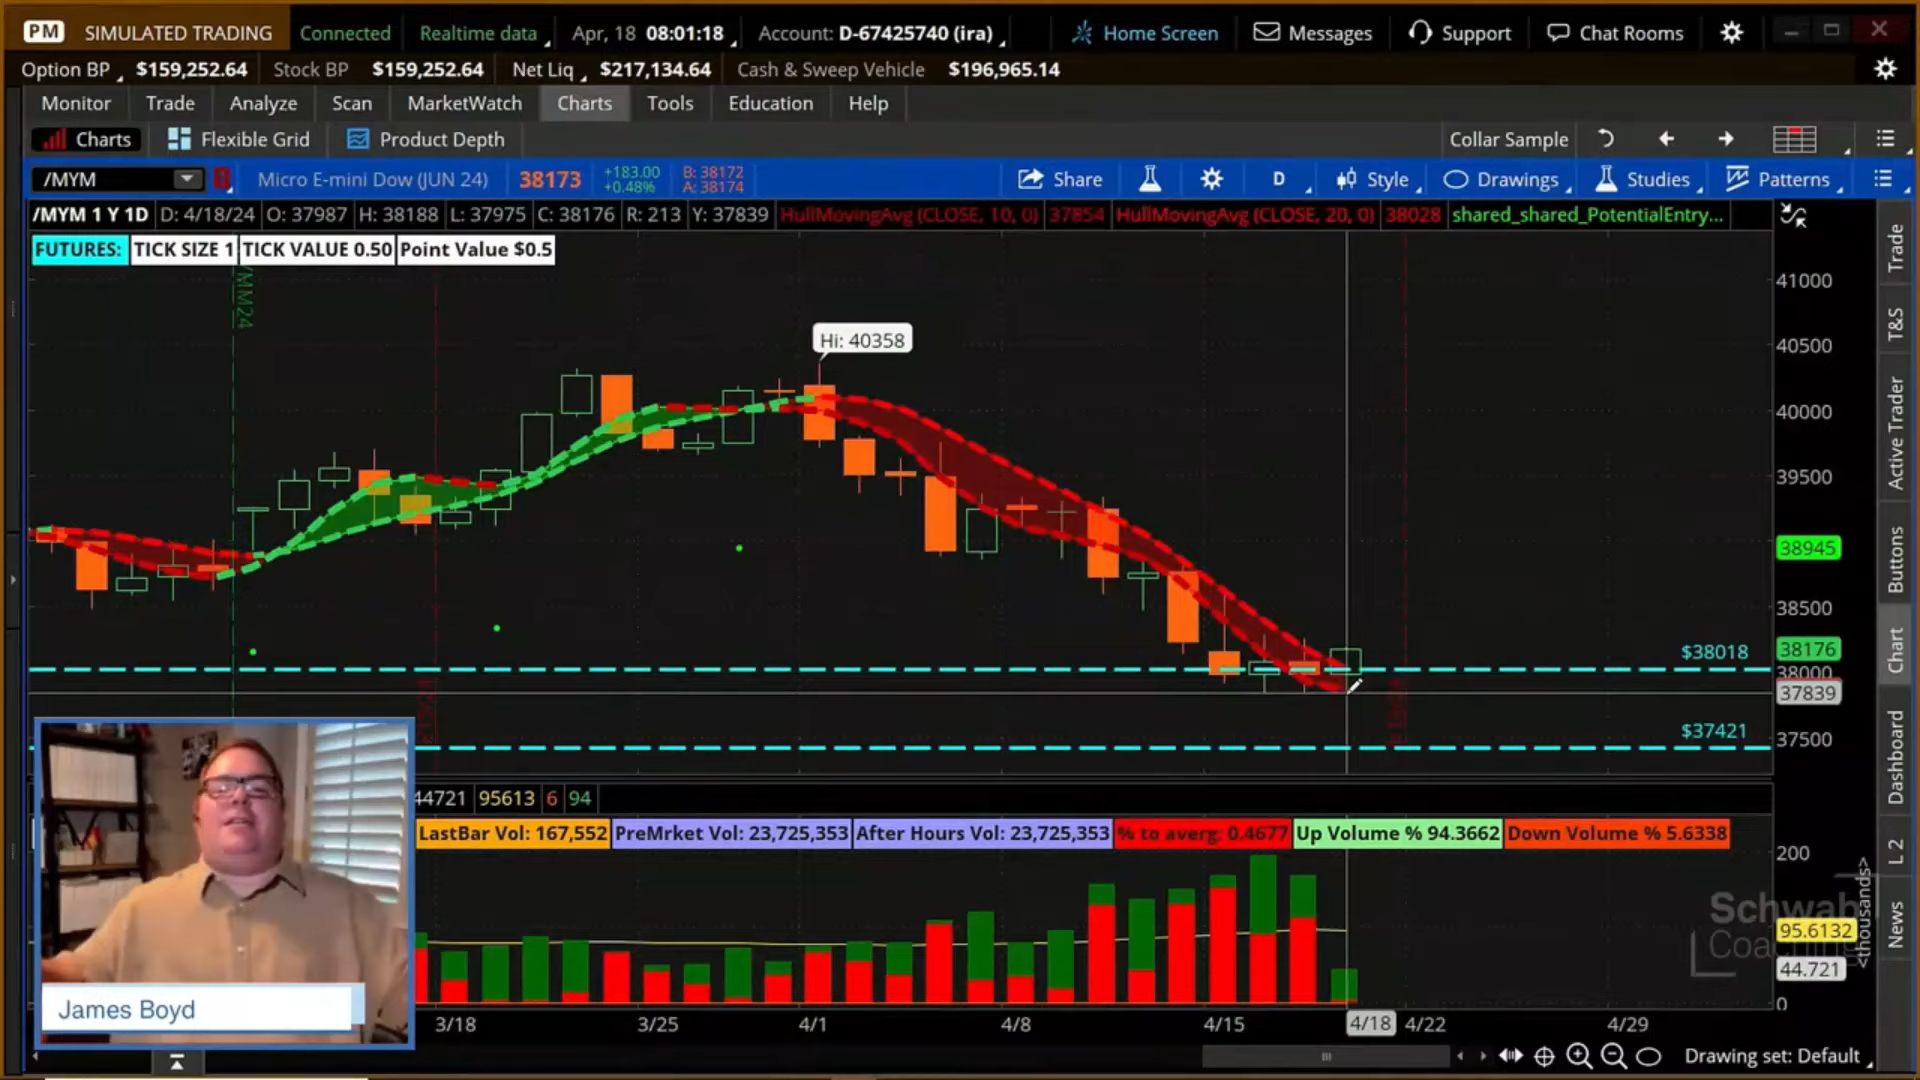 PM SIMULATED TRADING Connected Realtime data Apr, 18 08:01:18 Account: D-67425740 (ira) Home Screen Messages Support Chat Rooms
Option BP $159,252.64 Stock BP $159,252.64 Net Liq $217,134.64 Cash & Sweep Vehicle $196,965.14
Monitor Trade Analyze Scan MarketWatch Charts Tools Education Help
Charts Flexible Grid Product Depth Collar Sample
/MYM Micro E-mini Dow (JUN 24) 38173 +183.00 B: 38172 Share D Style Drawings Studies Patterns
+0.48% A: 38174
/MYM 1 Y 1D D: 4/18/24 O: 37987 H: 38188 L: 37975 C: 38176 R: 213 Y: 37839 HullMovingAvg (CLOSE, 10, 0) 37854 HullMovingAvg (CLOSE, 20, 0) 38028 shared_shared_PotentialEntry...
FUTURES: TICK SIZE 1 TICK VALUE 0.50 Point Value $0.5
41000
Hi: 40358
40500
40000
39500
38945
38500
$38018
38176
38000
37839
$37421
37500
44721 95613 6 94
LastBar Vol: 167,552 PreMrket Vol: 23,725,353 After Hours Vol: 23,725,353 % to averg: 0.4677 Up Volume % 94.3662 Down Volume % 5.6338
200
<thousands>
Schwab
Coaching
95.6132
44.721
0
James Boyd
3/18 3/25 4/1 4/8 4/15 4/18 4/22 4/29
Drawing set: Default
Trade
T&S
Active Trader
Buttons
Chart
Dashboard
L 2
News